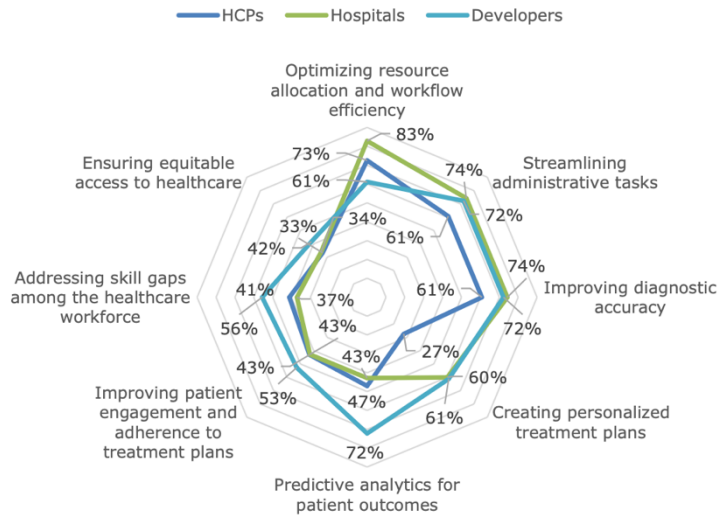 HCPs Hospitals Developers
Optimizing resource
allocation and workflow
efficiency
83%
73%
61%
34%
Ensuring equitable
access to healthcare
74%
Streamlining
administrative tasks
72%
61%
33%
42%
Addressing skill gaps
among the healthcare
workforce
41%
37%
56%
61%
74%
Improving diagnostic
accuracy
72%
43%
43%
53%
Improving patient
engagement and
adherence to
treatment plans
43%
47%
72%
27%
60%
61%
Creating personalized
treatment plans
Predictive analytics for
patient outcomes